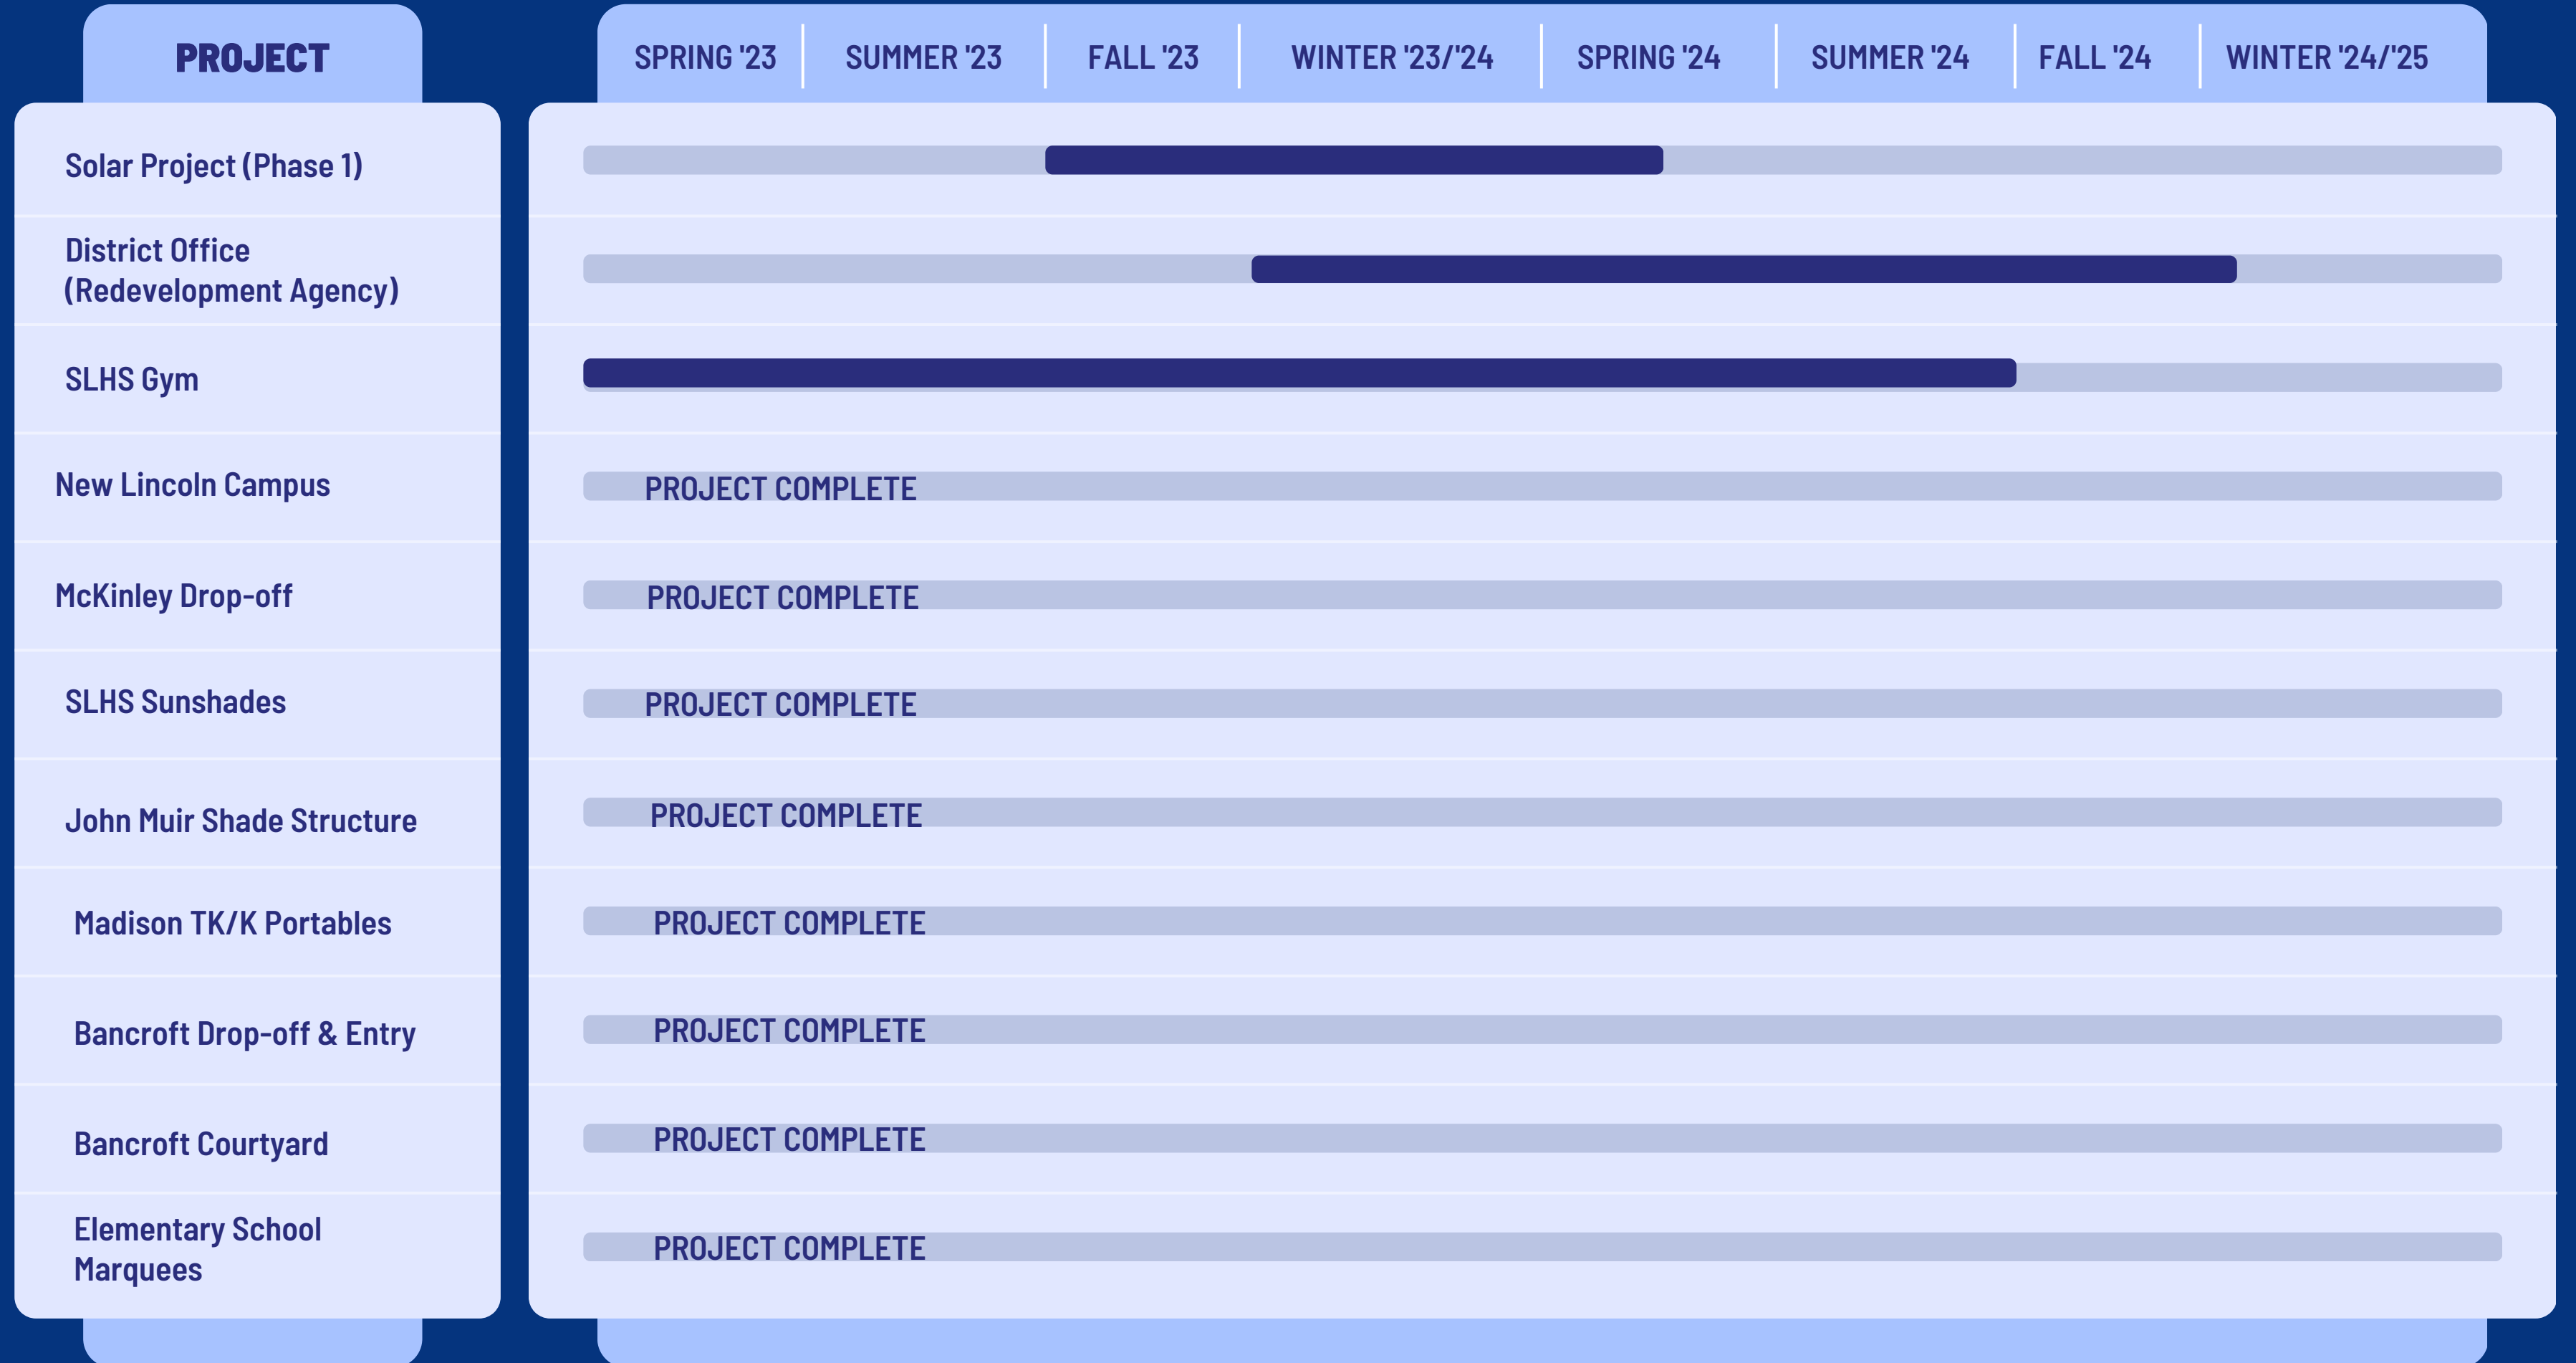 PROJECT
SPRING '23 SUMMER '23 FALL '23 WINTER '23/'24 SPRING '24 SUMMER '24 FALL '24 WINTER '24/'25
Solar Project (Phase 1)
District Office
(Redevelopment Agency)
SLHS Gym
New Lincoln Campus PROJECT COMPLETE
McKinley Drop-off PROJECT COMPLETE
SLHS Sunshades PROJECT COMPLETE
John Muir Shade Structure PROJECT COMPLETE
Madison TK/K Portables PROJECT COMPLETE
Bancroft Drop-off & Entry PROJECT COMPLETE
Bancroft Courtyard PROJECT COMPLETE
Elementary School
Marquees
PROJECT COMPLETE